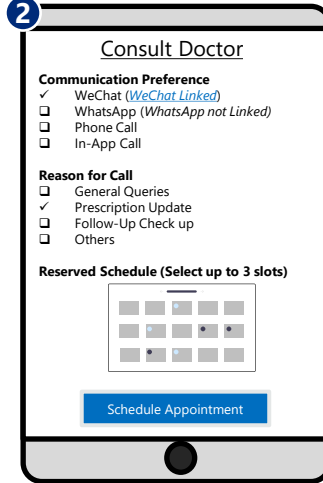 2
Consult Doctor
Communication Preference
✓ WeChat (WeChat Linked)
❑ WhatsApp (WhatsApp not Linked)
❑ Phone Call
❑ In-App Call
Reason for Call
❑ General Queries
✓ Prescription Update
❑ Follow-Up Check up
❑ Others
Reserved Schedule (Select up to 3 slots)
Schedule Appointment